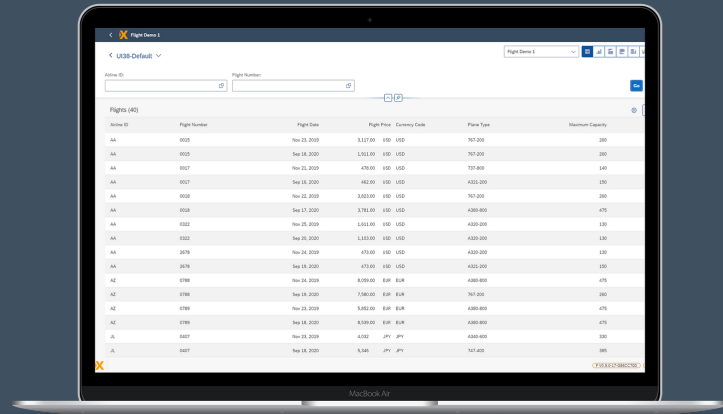 Flight Demo 1
UI38-Default
Flight Demo 1
Airline ID:
Flight Number:
Go
Flights (40)
Airline ID Flight Number Flight Date Flight Price Currency Code Plane Type Maximum Capacity
AA 0015 Nov 23, 2019 3,117.00 USD USD 767-200 260
AA 0015 Sep 18, 2020 1,911.00 USD USD 767-200 260
AA 0017 Nov 21, 2019 478.00 USD USD 737-800 140
AA 0017 Sep 16, 2020 462.00 USD USD A321-200 150
AA 0018 Nov 22, 2019 3,823.00 USD USD 767-200 260
AA 0018 Sep 17, 2020 3,781.00 USD USD A380-800 475
AA 0322 Nov 25, 2019 1,611.00 USD USD A320-200 130
AA 0322 Sep 20, 2020 1,103.00 USD USD A320-200 130
AA 2678 Nov 24, 2019 473.00 USD USD A320-200 130
AA 2678 Sep 19, 2020 473.00 USD USD A321-200 150
AZ 0788 Nov 24, 2019 8,059.00 EUR EUR A380-800 475
AZ 0788 Sep 19, 2020 7,580.00 EUR EUR 767-200 260
AZ 0789 Nov 23, 2019 5,892.00 EUR EUR A380-800 475
AZ 0789 Sep 18, 2020 8,539.00 EUR EUR A380-800 475
JL 0407 Nov 23, 2019 4,032 JPY JPY A340-600 330
JL 0407 Sep 18, 2020 5,346 JPY JPY 747-400 385
MacBook Air